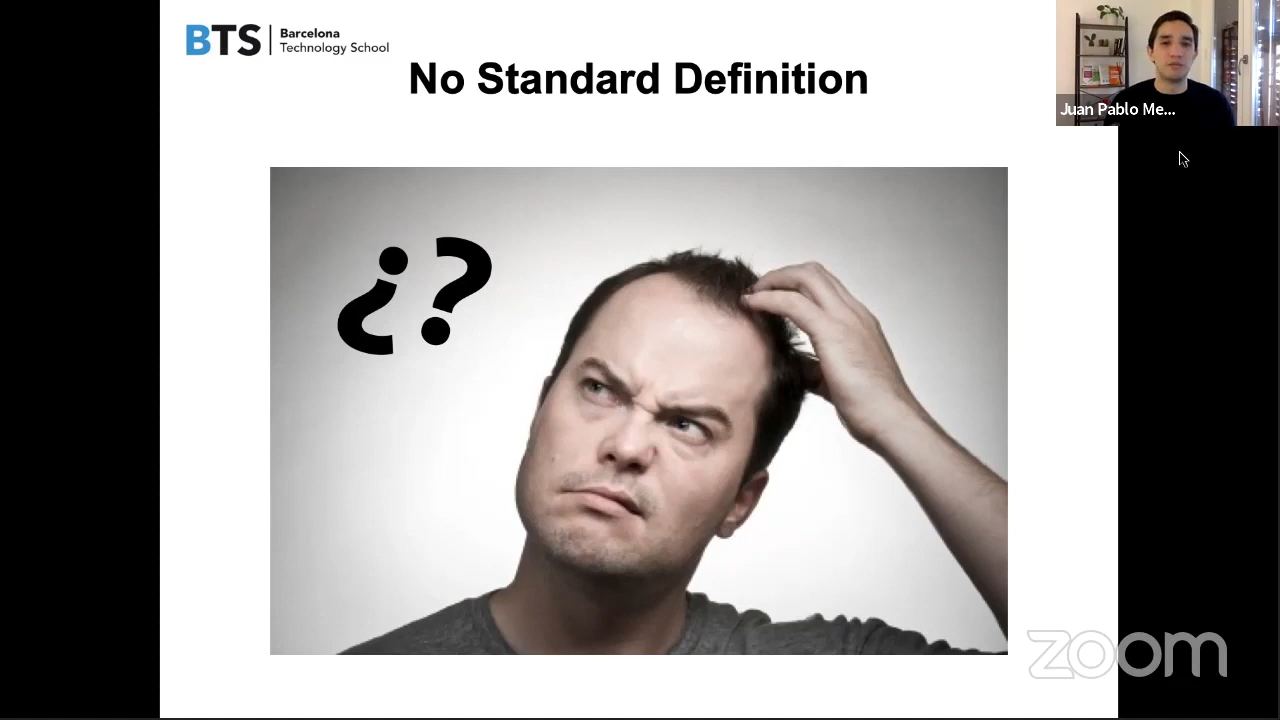 BTS
Barcelona
Technology School
No Standard Definition
Juan Pablo Me...
¿?
zoom